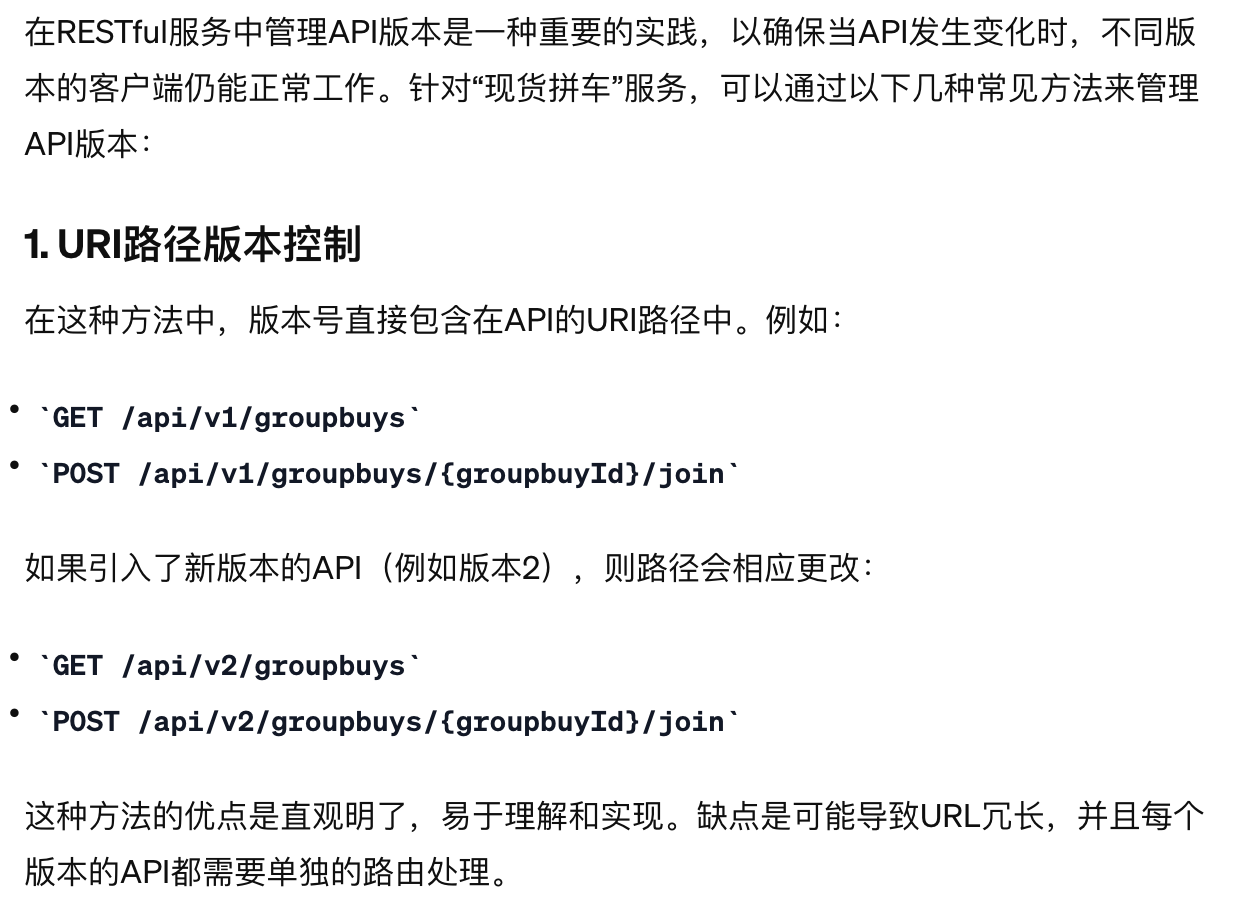 在RESTful服务中管理API版本是一种重要的实践，以确保当API发生变化时，不同版
本的客户端仍能正常工作。针对“现货拼车”服务，可以通过以下几种常见方法来管理
API版本：
1. URI路径版本控制
在这种方法中，版本号直接包含在API的URI路径中。例如：
• `GET /api/v1/groupbuys`
• `POST /api/v1/groupbuys/{groupbuyId}/join`
如果引入了新版本的API（例如版本2），则路径会相应更改：
• `GET /api/v2/groupbuys`
• `POST /api/v2/groupbuys/{groupbuyId}/join`
这种方法的优点是直观明了，易于理解和实现。缺点是可能导致URL冗长，并且每个
版本的API都需要单独的路由处理。